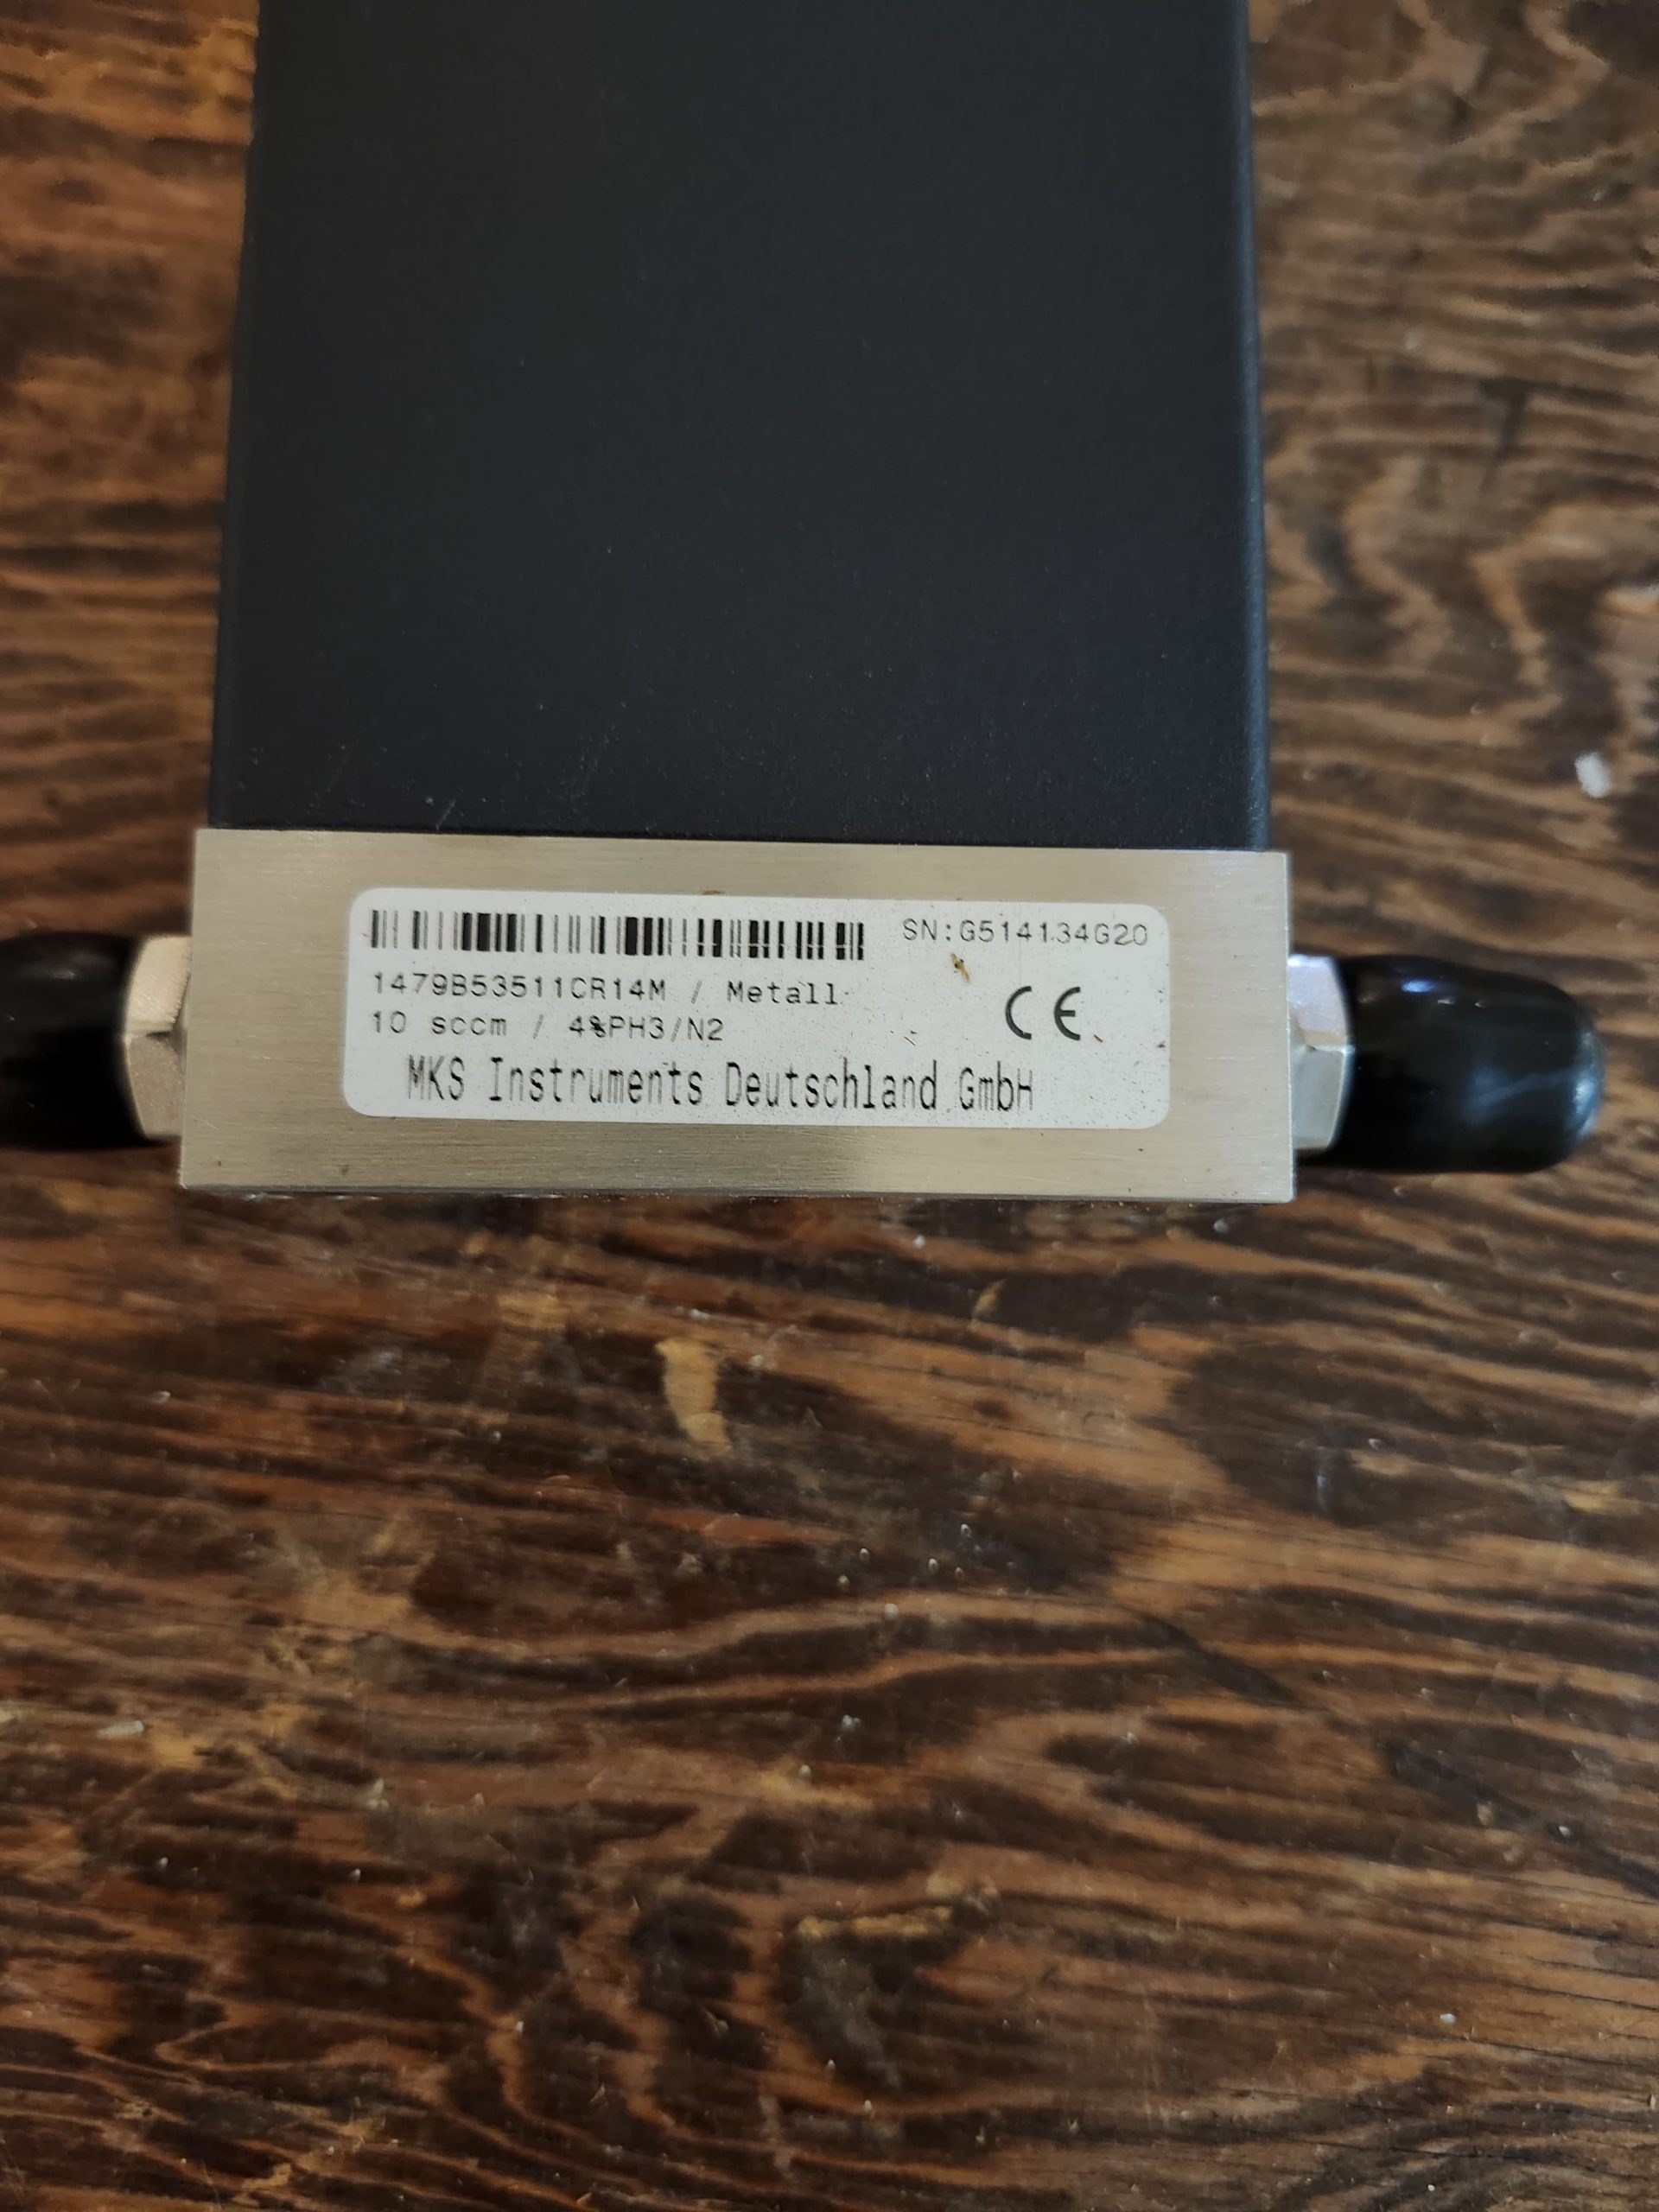 SN:G514134G20
1479B53511CR14M / Metall
10 sccm / 4%PH3/N2
CE
MKS Instruments Deutschland GmbH